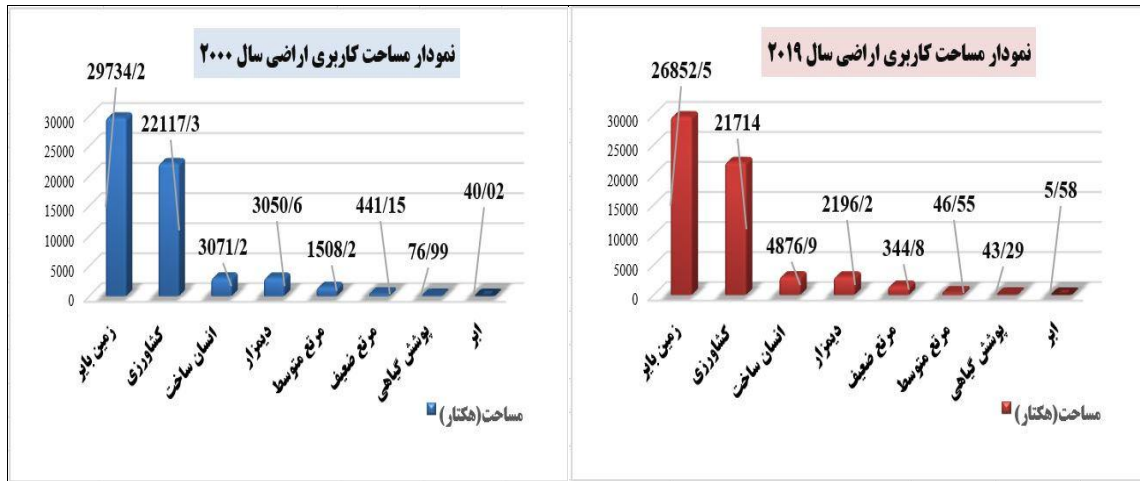 نمودار مساحت کاربری اراضی سال ۲۰۰۰
29734/2
22117/3
3071/2
3050/6
1508/2
441/15
76/99
40/02
30000
25000
20000
15000
10000
5000
0
زمین بایر
کشاورزی
انسان ساخت
دیمزار
مرتع متوسط
مرتع ضعیف
پوشش گیاهی
ابر
مساحت(هکتار)
نمودار مساحت کاربری اراضی سال ۲۰۱۹
26852/5
21714
4876/9
2196/2
344/8
46/55
43/29
5/58
30000
25000
20000
15000
10000
5000
0
زمین بایر
کشاورزی
انسان ساخت
دیمزار
مرتع ضعیف
مرتع متوسط
پوشش گیاهی
ابر
مساحت(هکتار)